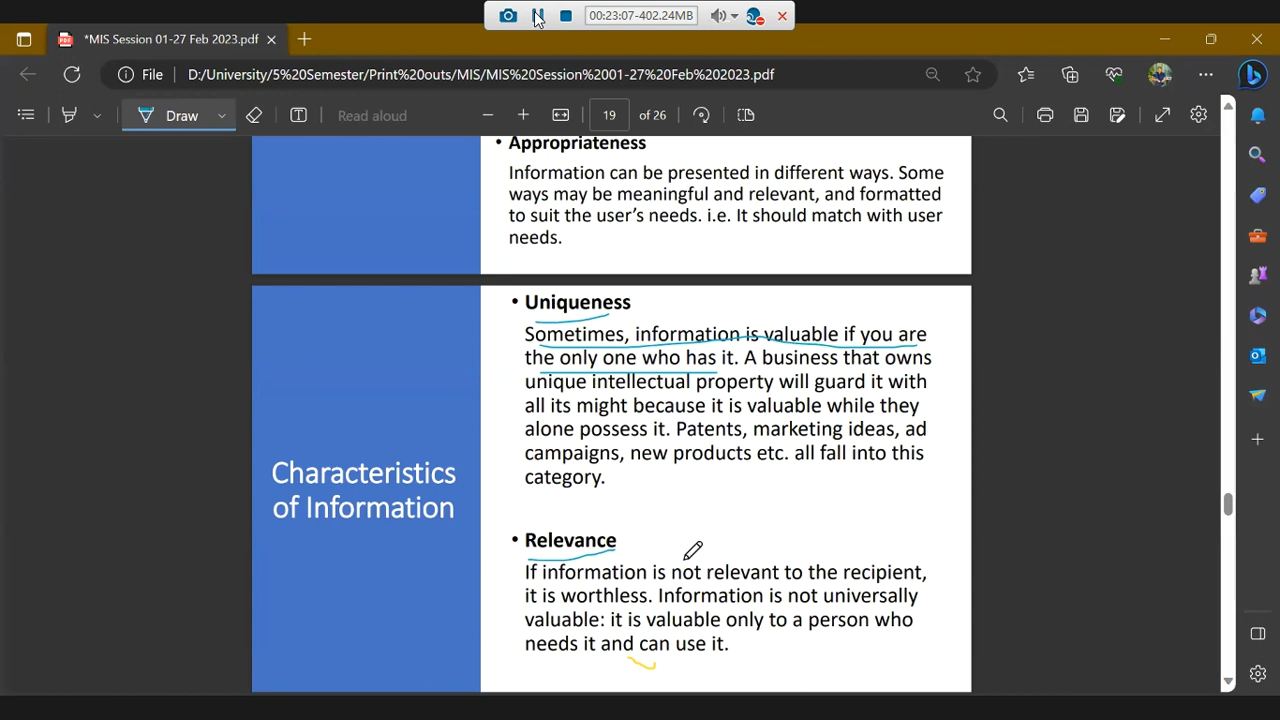 00:23:07-402.24MB
*MIS Session 01-27 Feb 2023.pdf
File D:/University/5%20Semester/Print%20outs/MIS/MIS%20Session%2001-27%20Feb%202023.pdf
Draw
Read aloud
19 of 26
• Appropriateness
Information can be presented in different ways. Some
ways may be meaningful and relevant, and formatted
to suit the user's needs. i.e. It should match with user
needs.
Characteristics
of Information
• Uniqueness
Sometimes, information is valuable if you are
the only one who has it. A business that owns
unique intellectual property will guard it with
all its might because it is valuable while they
alone possess it. Patents, marketing ideas, ad
campaigns, new products etc. all fall into this
category.
• Relevance
If information is not relevant to the recipient,
it is worthless. Information is not universally
valuable: it is valuable only to a person who
needs it and can use it.